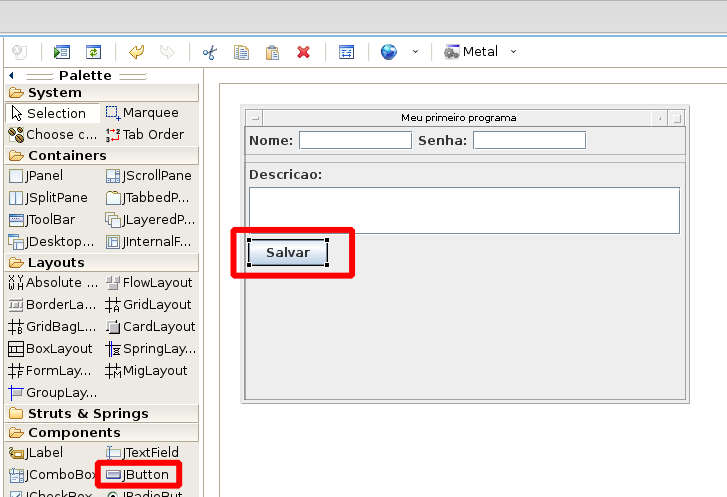 Metal
Palette
System
Selection Marquee
Choose c... Tab Order
Containers
JPanel JScrollPane
JSplitPane JTabbedP...
JToolBar JLayeredP...
JDesktop... JInternalF...
Layouts
Absolute ... FlowLayout
BorderLa... GridLayout
GridBagL... CardLayout
BoxLayout SpringLay...
FormLay... MigLayout
GroupLay...
Struts & Springs
Components
JLabel JTextField
JComboBox JButton
JCheckBox JRadioBut...
Meu primeiro programa
Nome: Senha:
Descricao:
Salvar